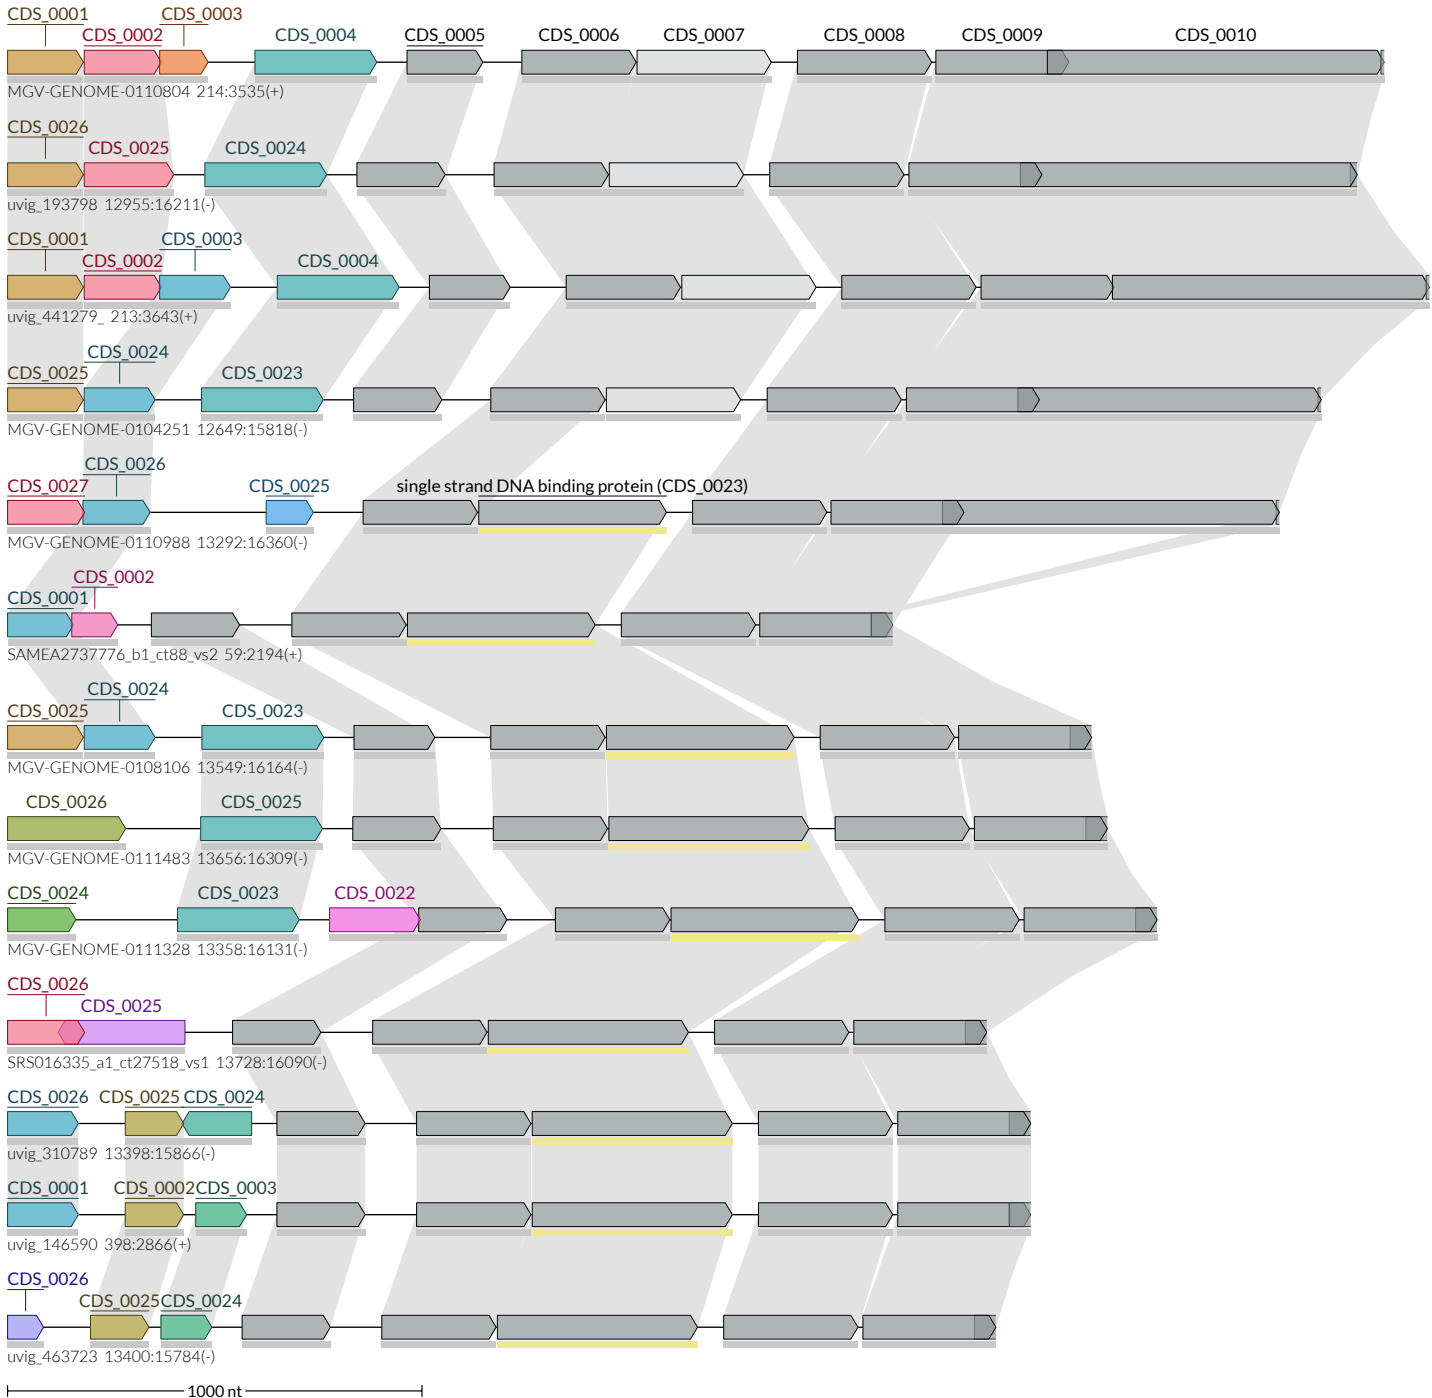 CDS_0001 CDS_0003
CDS_0002 CDS_0004 CDS_0005 CDS_0006 CDS_0007 CDS_0008 CDS_0009 CDS_0010
MGV-GENOME-0110804 214:3535(+)
CDS_0026
CDS_0025 CDS_0024
uvig_193798 12955:16211(-)
CDS_0001 CDS_0003
CDS_0002 CDS_0004
uvig_441279_ 213:3643(+)
CDS_0024
CDS_0025 CDS_0023
MGV-GENOME-0104251 12649:15818(-)
CDS_0026
CDS_0027 CDS_0025 single strand DNA binding protein (CDS_0023)
MGV-GENOME-0110988 13292:16360(-)
CDS_0002
CDS_0001
SAMEA2737776_b1_ct88_vs2 59:2194(+)
CDS_0024
CDS_0025 CDS_0023
MGV-GENOME-0108106 13549:16164(-)
CDS_0026 CDS_0025
MGV-GENOME-0111483 13656:16309(-)
CDS_0024 CDS_0023 CDS_0022
MGV-GENOME-0111328 13358:16131(-)
CDS_0026
CDS_0025
SRS016335_a1_ct27518_vs1 13728:16090(-)
CDS_0026 CDS_0025 CDS_0024
uvig_310789 13398:15866(-)
CDS_0001 CDS_0002 CDS_0003
uvig_146590 398:2866(+)
CDS_0026
CDS_0025 CDS_0024
uvig_463723 13400:15784(-)
1000 nt